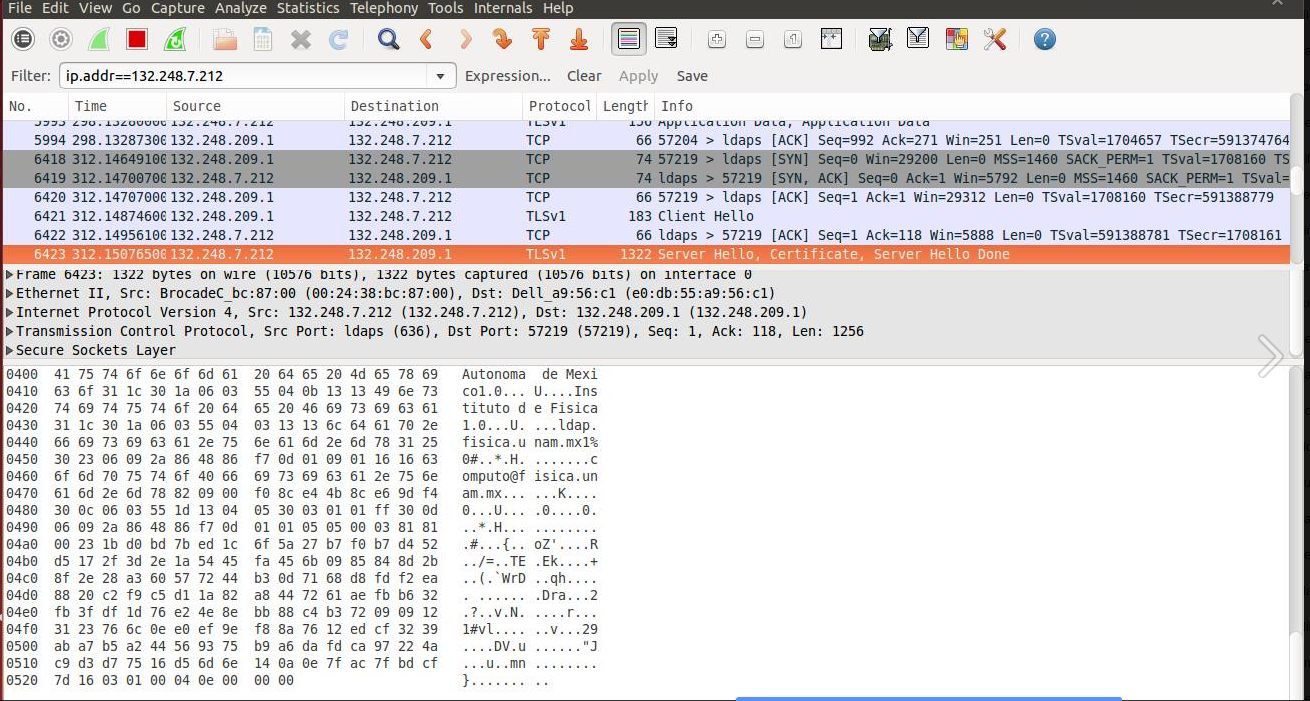 File Edit View Go Capture Analyze Statistics Telephony Tools Internals Help
Filter: ip.addr==132.248.7.212 Expression... Clear Apply Save
No. Time Source Destination Protocol Length Info
5993 298.13280000 132.248.7.212 132.248.209.1 TLSv1 156 Application Data, Application Data
5994 298.13287300 132.248.209.1 132.248.7.212 TCP 66 57204 > ldaps [ACK] Seq=992 Ack=271 Win=251 Len=0 TSval=1704657 TSecr=591374764
6418 312.14649100 132.248.209.1 132.248.7.212 TCP 74 57219 > ldaps [SYN] Seq=0 Win=29200 Len=0 MSS=1460 SACK_PERM=1 TSval=1708160 TS
6419 312.14700700 132.248.7.212 132.248.209.1 TCP 74 ldaps > 57219 [SYN, ACK] Seq=0 Ack=1 Win=5792 Len=0 MSS=1460 SACK_PERM=1 TSval=
6420 312.14707000 132.248.209.1 132.248.7.212 TCP 66 57219 > ldaps [ACK] Seq=1 Ack=1 Win=29312 Len=0 TSval=1708160 TSecr=591388779
6421 312.14874600 132.248.209.1 132.248.7.212 TLSv1 183 Client Hello
6422 312.14956100 132.248.7.212 132.248.209.1 TCP 66 ldaps > 57219 [ACK] Seq=1 Ack=118 Win=5888 Len=0 TSval=591388781 TSecr=1708161
6423 312.15076500 132.248.7.212 132.248.209.1 TLSv1 1322 Server Hello, Certificate, Server Hello Done
Frame 6423: 1322 bytes on wire (10576 bits), 1322 bytes captured (10576 bits) on interface 0
Ethernet II, Src: BrocadeC_bc:87:00 (00:24:38:bc:87:00), Dst: Dell_a9:56:c1 (e0:db:55:a9:56:c1)
Internet Protocol Version 4, Src: 132.248.7.212 (132.248.7.212), Dst: 132.248.209.1 (132.248.209.1)
Transmission Control Protocol, Src Port: ldaps (636), Dst Port: 57219 (57219), Seq: 1, Ack: 118, Len: 1256
Secure Sockets Layer
0400 41 75 74 6f 6e 6f 6d 61 20 64 65 20 4d 65 78 69 Autonoma de Mexi
0410 63 6f 31 1c 30 1a 06 03 55 04 0b 13 13 49 6e 73 co1.0... U....Ins
0420 74 69 74 75 74 6f 20 64 65 20 46 69 73 69 63 61 tituto d e Fisica
0430 31 1c 30 1a 06 03 55 04 03 13 13 6c 64 61 70 2e 1.0...U. ...ldap.
0440 66 69 73 69 63 61 2e 75 6e 61 6d 2e 6d 78 31 25 fisica.u nam.mx1%
0450 30 23 06 09 2a 86 48 86 f7 0d 01 09 01 16 16 63 0#..*.H. .......c
0460 6f 6d 70 75 74 6f 40 66 69 73 69 63 61 2e 75 6e omputo@f isica.un
0470 61 6d 2e 6d 78 82 09 00 f0 8c e4 4b 8c e6 9d f4 am.mx... ...K....
0480 30 0c 06 03 55 1d 13 04 05 30 03 01 01 ff 30 0d 0...U... .0....0.
0490 06 09 2a 86 48 86 f7 0d 01 01 05 05 00 03 81 81 ..*.H... ........
04a0 00 23 1b d0 bd 7b ed 1c 6f 5a 27 b7 f0 b7 d4 52 .#...{.. oZ'....R
04b0 d5 17 2f 3d 2e 1a 54 45 fa 45 6b 09 85 84 8d 2b ../=..TE .Ek....+
04c0 8f 2e 28 a3 60 57 72 44 b3 0d 71 68 d8 fd f2 ea ..(.`WrD ..qh....
04d0 88 20 c2 f9 c5 d1 1a 82 a8 44 72 61 ae fb b6 32 . ...... .Dra...2
04e0 fb 3f df 1d 76 e2 4e 8e bb 88 c4 b3 72 09 09 12 .?..v.N. ....r...
04f0 31 23 76 6c 0e e0 ef 9e f8 8a 76 12 ed cf 32 39 1#vl.... ..v...29
0500 ab a7 b5 a2 44 56 93 75 b9 a6 da fd ca 97 22 4a ....DV.u ......"J
0510 c9 d3 d7 75 16 d5 6d 6e 14 0a 0e 7f ac 7f bd cf ...u..mn ........
0520 7d 16 03 01 00 04 0e 00 00 00 }....... ..